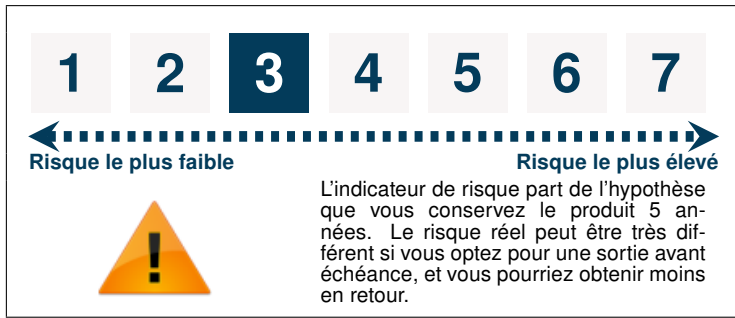 1 2 3 4 5 6 7
Risque le plus faible Risque le plus élevé
L'indicateur de risque part de l'hypothèse
que vous conservez le produit 5 an-
nées. Le risque réel peut être très dif-
férent si vous optez pour une sortie avant
échéance, et vous pourriez obtenir moins
en retour.
!